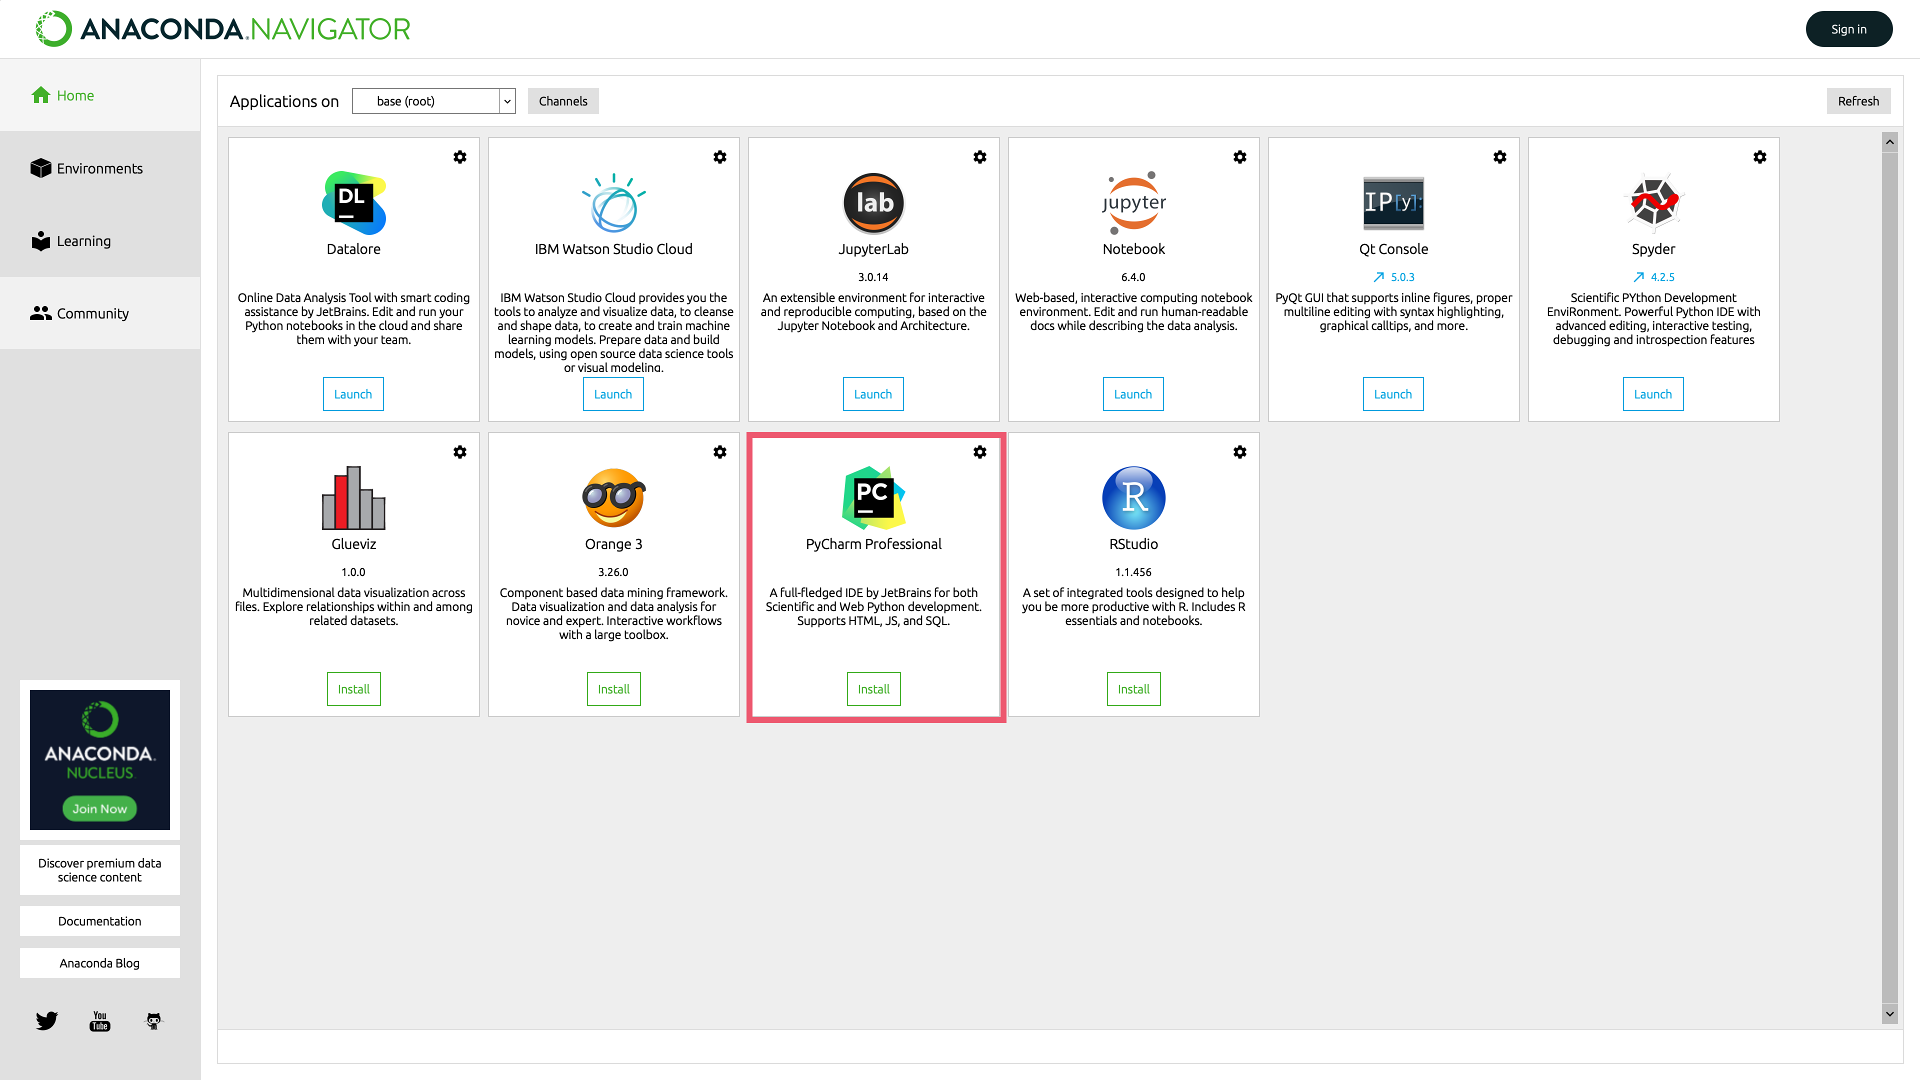 ANACONDA.NAVIGATOR
Sign in
Home
Environments
Learning
Community
Applications on
base (root)
Channels
Refresh
DL
Datalore
Online Data Analysis Tool with smart coding
assistance by JetBrains. Edit and run your
Python notebooks in the cloud and share
them with your team.
Launch
IBM Watson Studio Cloud
IBM Watson Studio Cloud provides you the
tools to analyze and visualize data, to cleanse
and shape data, to create and train machine
learning models. Prepare data and build
models, using open source data science tools
or visual modeling.
Launch
lab
JupyterLab
3.0.14
An extensible environment for interactive
and reproducible computing, based on the
Jupyter Notebook and Architecture.
Launch
jupyter
Notebook
6.4.0
Web-based, interactive computing notebook
environment. Edit and run human-readable
docs while describing the data analysis.
Launch
IP[y]:
Qt Console
5.0.3
PyQt GUI that supports inline figures, proper
multiline editing with syntax highlighting,
graphical calltips, and more.
Launch
Spyder
4.2.5
Scientific PYthon Development
EnviRonment. Powerful Python IDE with
advanced editing, interactive testing,
debugging and introspection features
Launch
Glueviz
1.0.0
Multidimensional data visualization across
files. Explore relationships within and among
related datasets.
Install
Orange 3
3.26.0
Component based data mining framework.
Data visualization and data analysis for
novice and expert. Interactive workflows
with a large toolbox.
Install
PC
PyCharm Professional
A full-fledged IDE by JetBrains for both
Scientific and Web Python development.
Supports HTML, JS, and SQL.
Install
R
RStudio
1.1.456
A set of integrated tools designed to help
you be more productive with R. Includes R
essentials and notebooks.
Install
ANACONDA.
NUCLEUS
Join Now
Discover premium data
science content
Documentation
Anaconda Blog
You
Tube